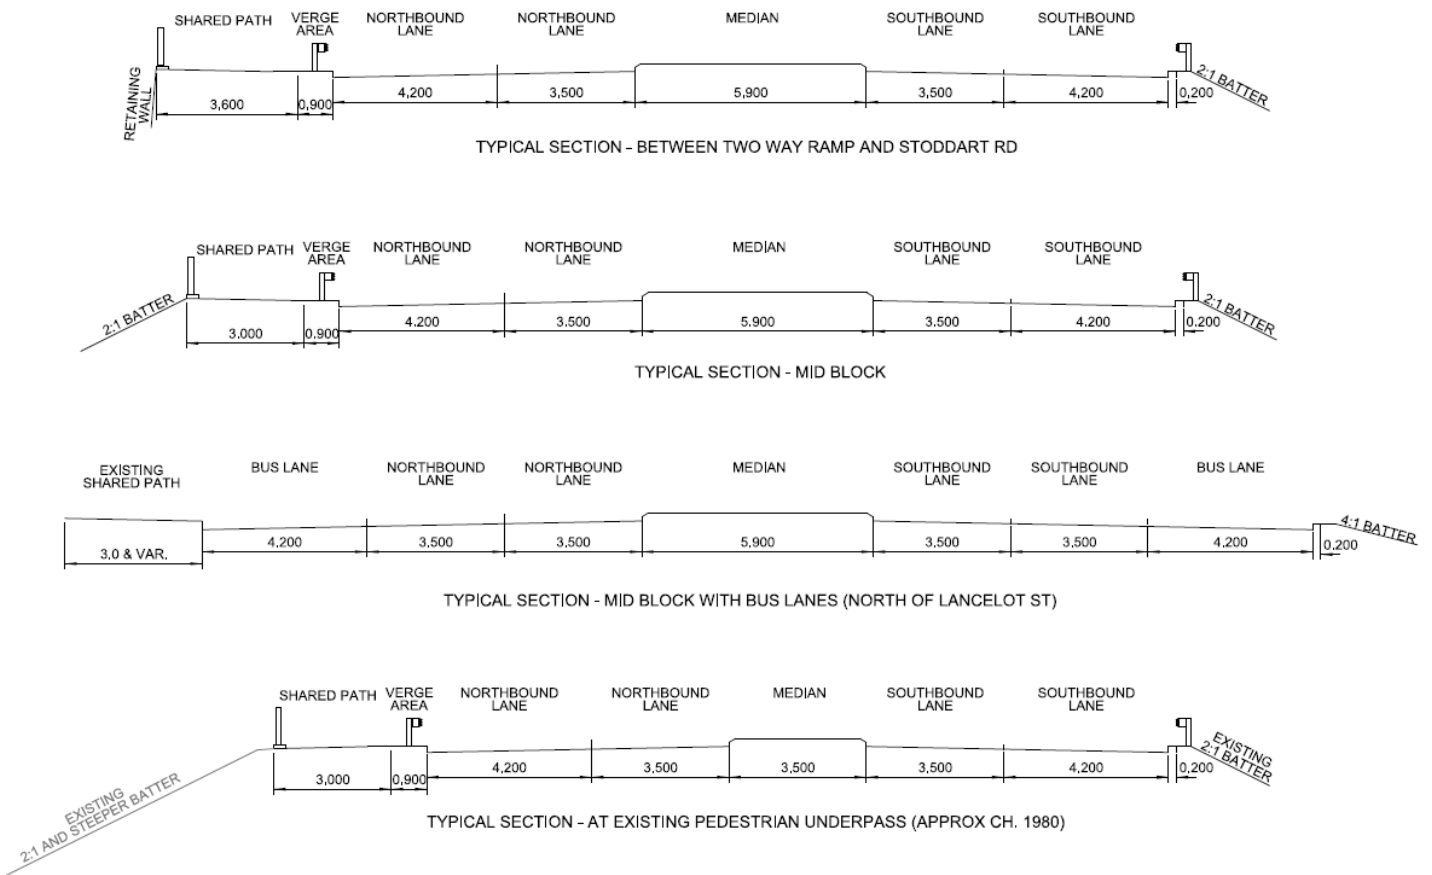 SHARED PATH
VERGE
AREA
NORTHBOUND
LANE
NORTHBOUND
LANE
MEDIAN
SOUTHBOUND
LANE
SOUTHBOUND
LANE
RETAINING
WALL
3,600
0,900
4,200
3,500
5,900
3,500
4,200
0,200
2:1 BATTER
TYPICAL SECTION - BETWEEN TWO WAY RAMP AND STODDART RD
SHARED PATH
VERGE
AREA
NORTHBOUND
LANE
NORTHBOUND
LANE
MEDIAN
SOUTHBOUND
LANE
SOUTHBOUND
LANE
2:1 BATTER
3.000
0.900
4.200
3.500
5.900
3.500
4.200
0.200
2:1 BATTER
TYPICAL SECTION - MID BLOCK
EXISTING
SHARED PATH
BUS LANE
NORTHBOUND
LANE
NORTHBOUND
LANE
MEDIAN
SOUTHBOUND
LANE
SOUTHBOUND
LANE
BUS LANE
3.0 & VAR.
4.200
3.500
3.500
5.900
3.500
3.500
4.200
0.200
4:1 BATTER
TYPICAL SECTION - MID BLOCK WITH BUS LANES (NORTH OF LANCELOT ST)
SHARED PATH
VERGE
AREA
NORTHBOUND
LANE
NORTHBOUND
LANE
MEDIAN
SOUTHBOUND
LANE
SOUTHBOUND
LANE
EXISTING
2:1 AND STEEPER BATTER
3,000
0,900
4,200
3,500
3,500
3,500
4,200
0,200
EXISTING
2:1 BATTER
TYPICAL SECTION - AT EXISTING PEDESTRIAN UNDERPASS (APPROX CH. 1980)